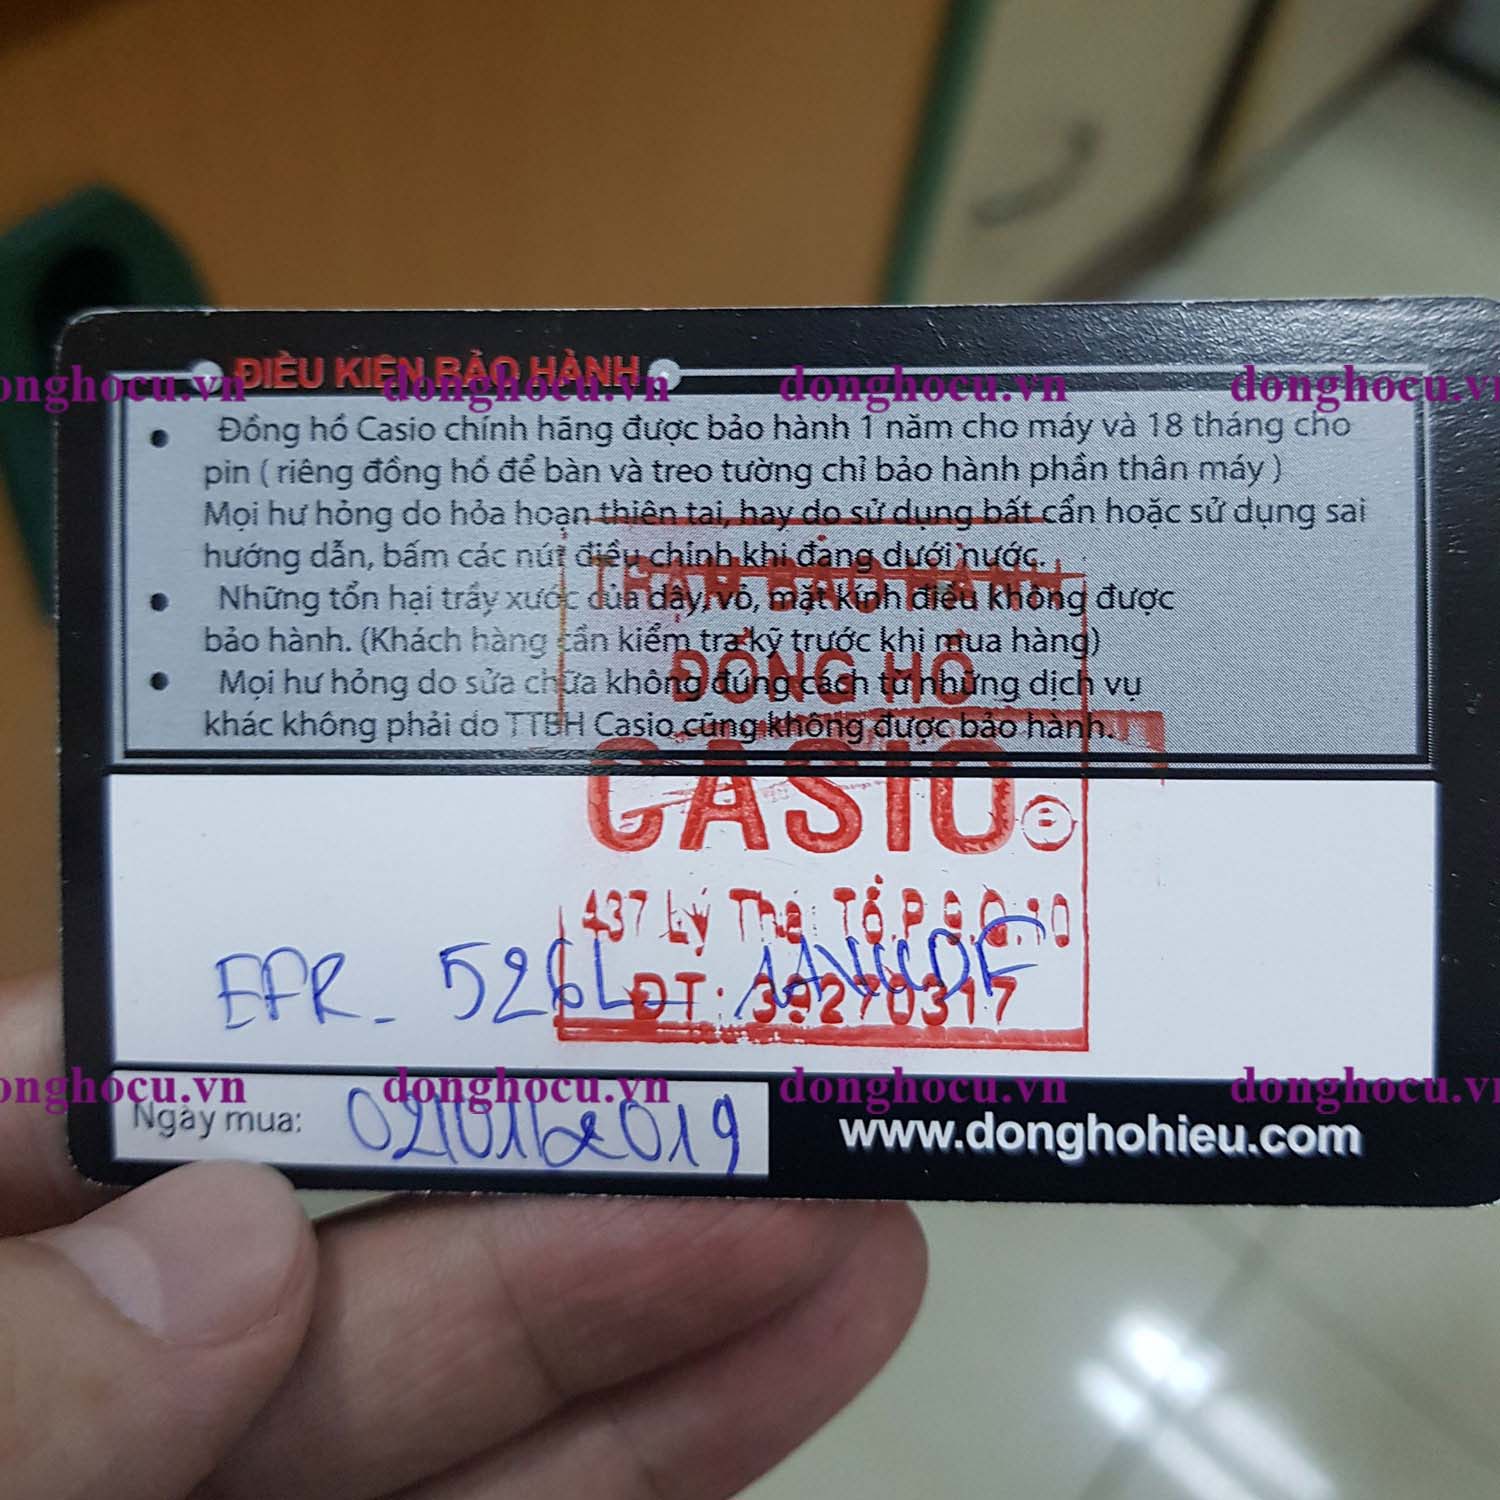 ĐIỀU KIỆN BẢO HÀNH
donghocu.vn donghocu.vn donghocu.vn donghocu.vn
• Đồng hồ Casio chính hãng được bảo hành 1 năm cho máy và 18 tháng cho
pin ( riêng đồng hồ để bàn và treo tường chỉ bảo hành phần thân máy )
Mọi hư hỏng do hỏa hoạn thiên tai, hay do sử dụng bất cẩn hoặc sử dụng sai
hướng dẫn, bấm các nút điều chỉnh khi đang dưới nước.
• Những tổn hại trầy xước của dây, vỏ, mặt kính điều không được
bảo hành. (Khách hàng cần kiểm tra kỹ trước khi mua hàng)
• Mọi hư hỏng do sửa chữa không đúng cách từ những dịch vụ
khác không phải do TTBH Casio cũng không được bảo hành.
TRẠM BẢO HÀNH
ĐỒNG HỒ
CASIO
437 Lý Thái Tổ.P.9.Q.10
ĐT: 39270317
EFR_526L_1AVUDF
donghocu.vn donghocu.vn donghocu.vn donghocu.vn
Ngày mua: 02/01/2019
www.donghohieu.com